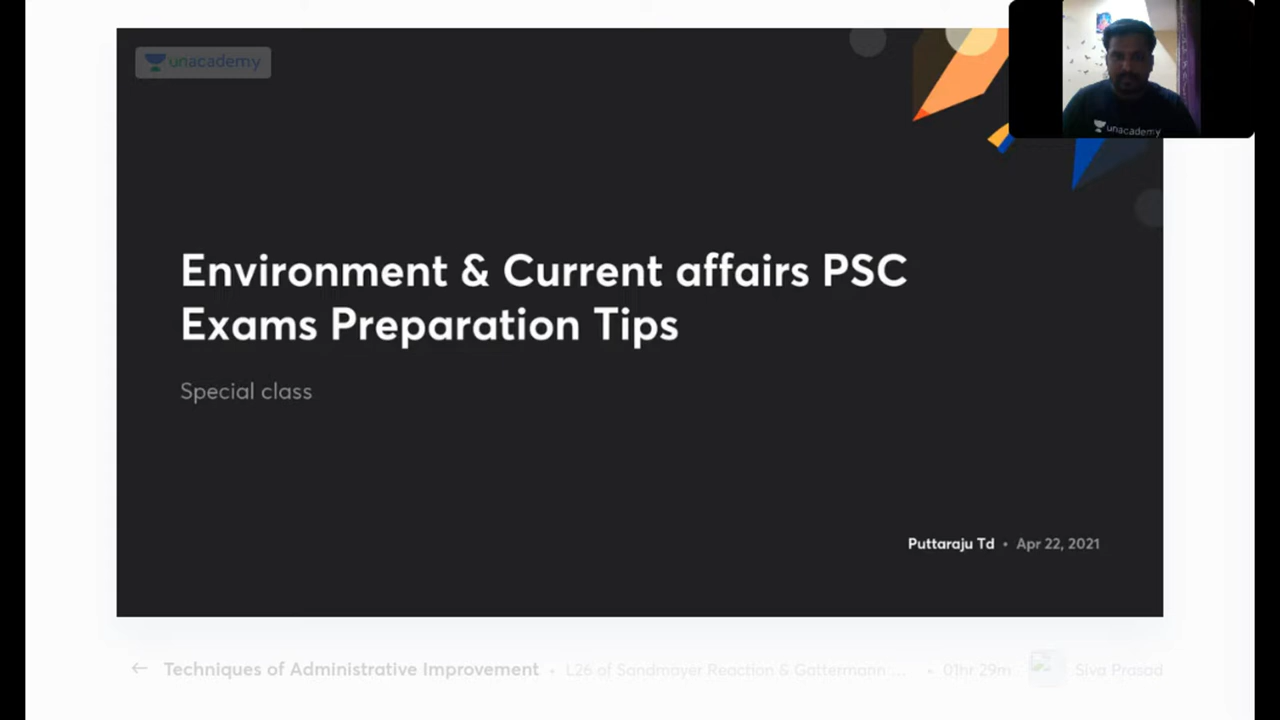 unacademy
unacademy
Environment & Current affairs PSC
Exams Preparation Tips
Special class
Puttaraju Td • Apr 22, 2021
← Techniques of Administrative Improvement • L26 of Sandmayer Reaction & Gattermann ... • 01hr 29m Siva Prasad